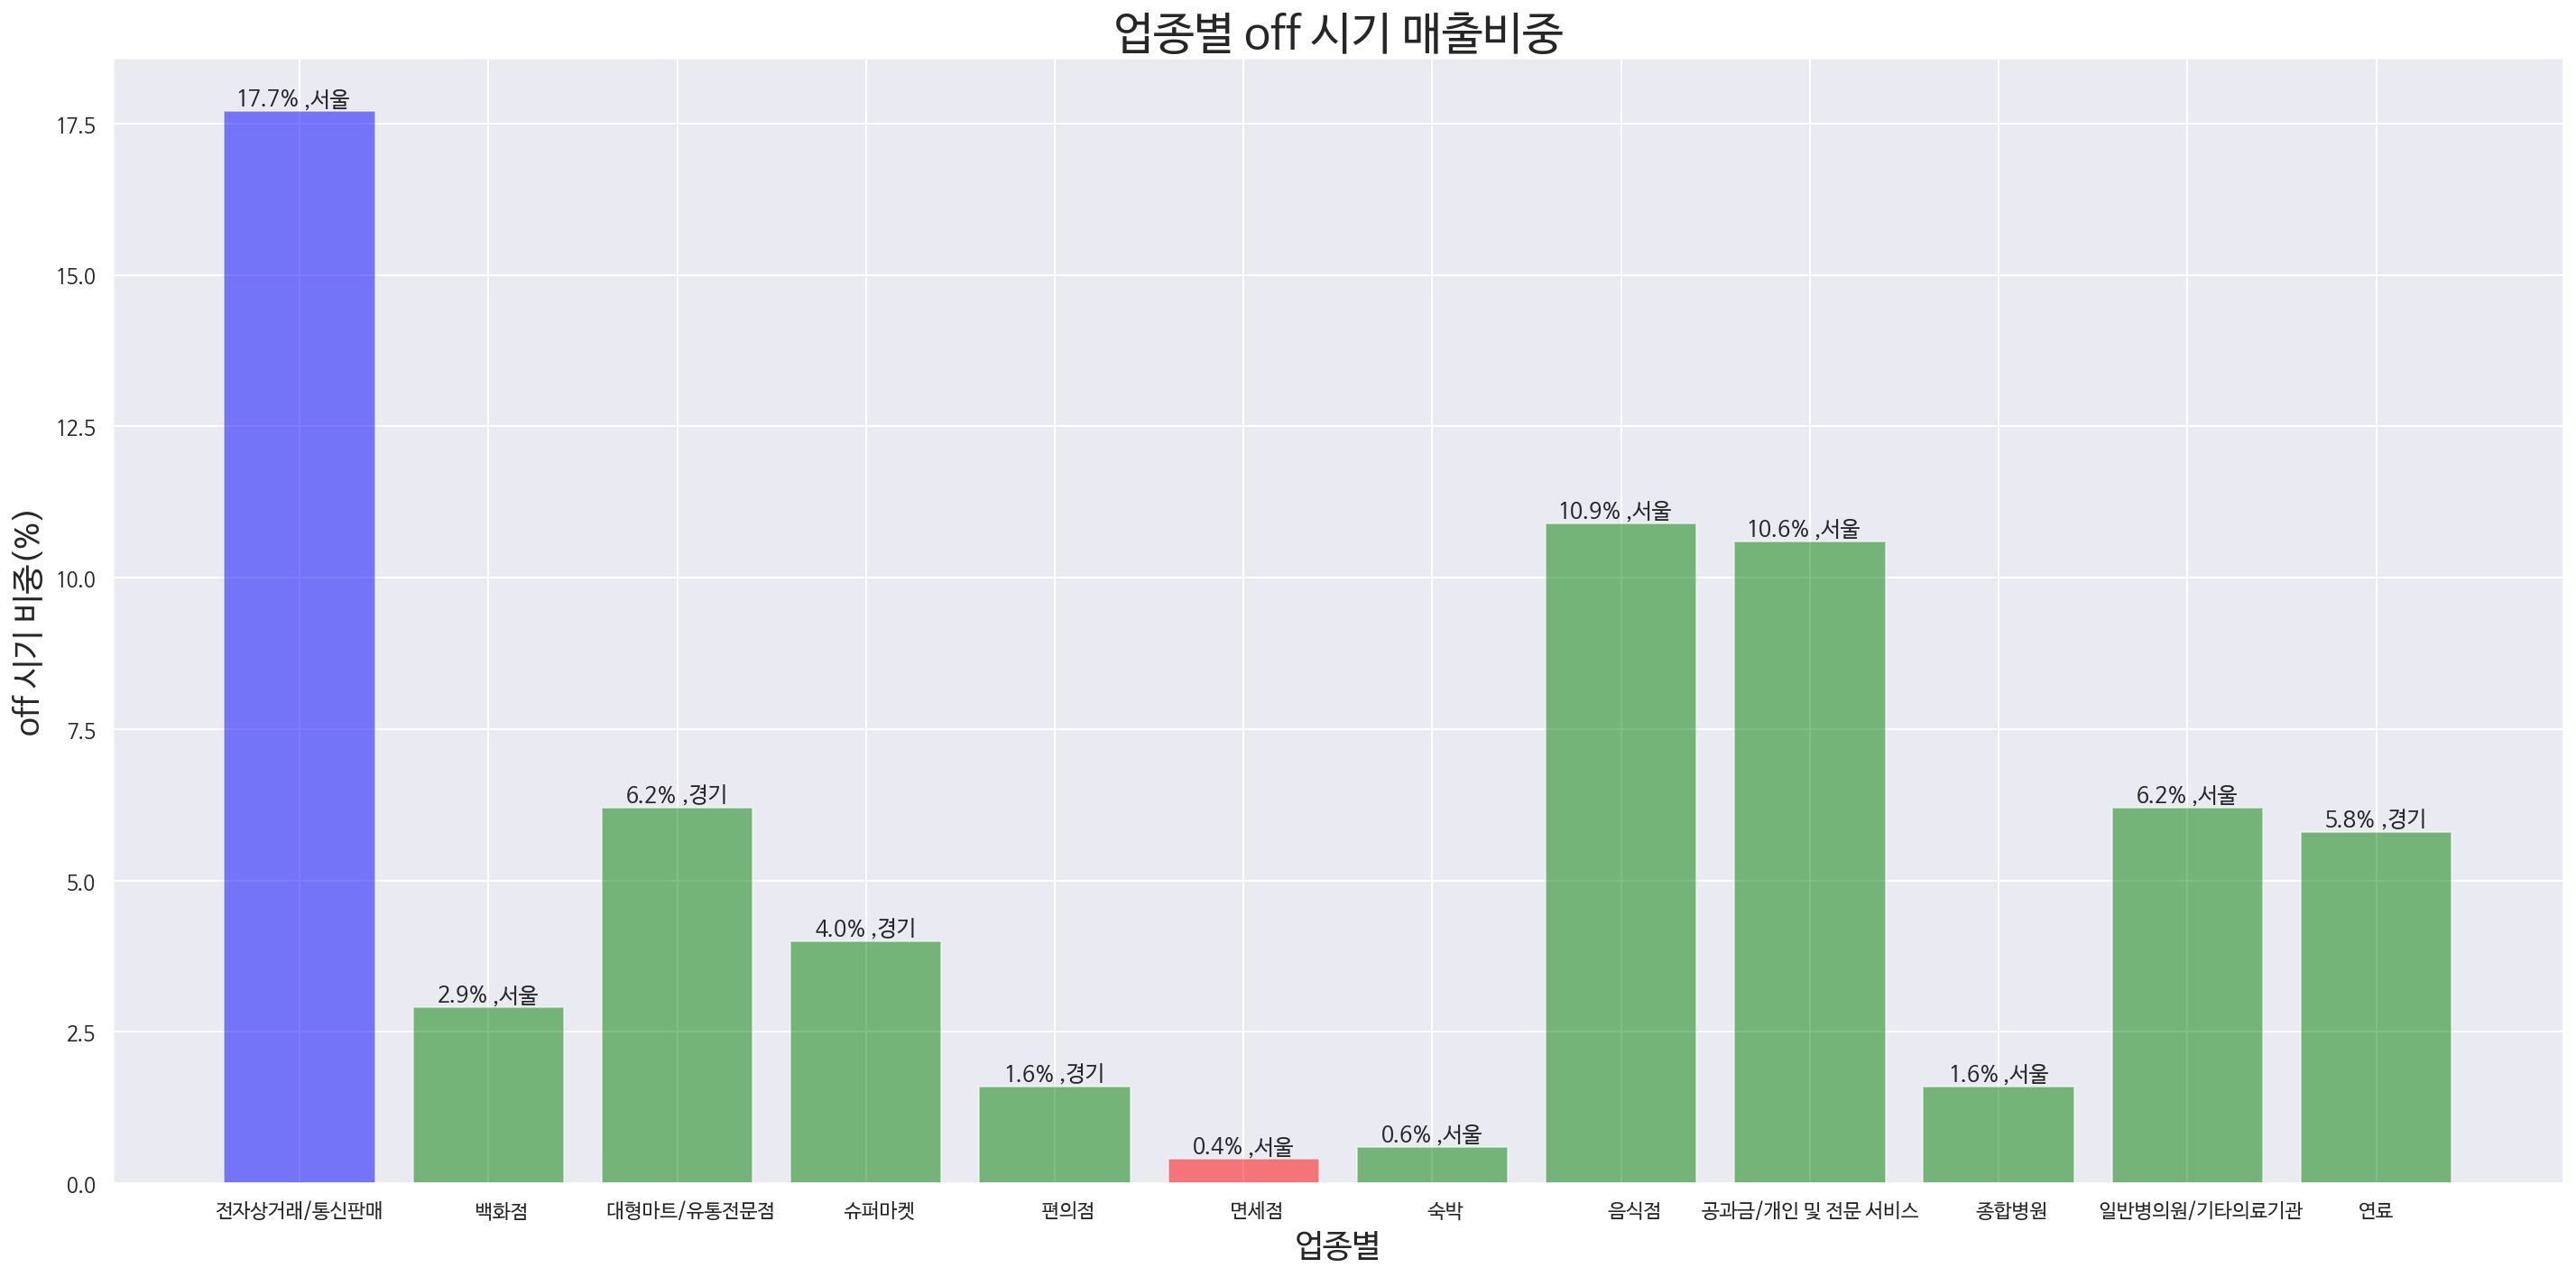 업종별 off 시기 매출비중
off 시기 비중(%)
17.5
15.0
12.5
10.0
7.5
5.0
2.5
0.0
17.7% ,서울
2.9% ,서울
6.2% ,경기
4.0% ,경기
1.6% ,경기
0.4% ,서울
0.6% ,서울
10.9% ,서울
10.6% ,서울
1.6% ,서울
6.2% ,서울
5.8% ,경기
전자상거래/통신판매
백화점
대형마트/유통전문점
슈퍼마켓
편의점
면세점
숙박
음식점
공과금/개인 및 전문 서비스
종합병원
일반병의원/기타의료기관
연료
업종별